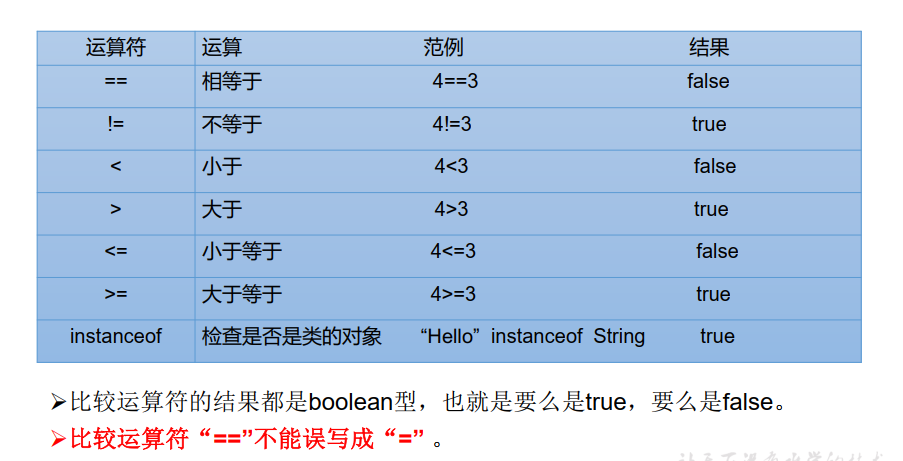 运算符 运算 范例 结果
== 相等于 4==3 false
!= 不等于 4!=3 true
< 小于 4<3 false
> 大于 4>3 true
<= 小于等于 4<=3 false
>= 大于等于 4>=3 true
instanceof 检查是否是类的对象 “Hello” instanceof String true
➢比较运算符的结果都是boolean型，也就是要么是true，要么是false。
➢比较运算符“==”不能误写成“=” 。